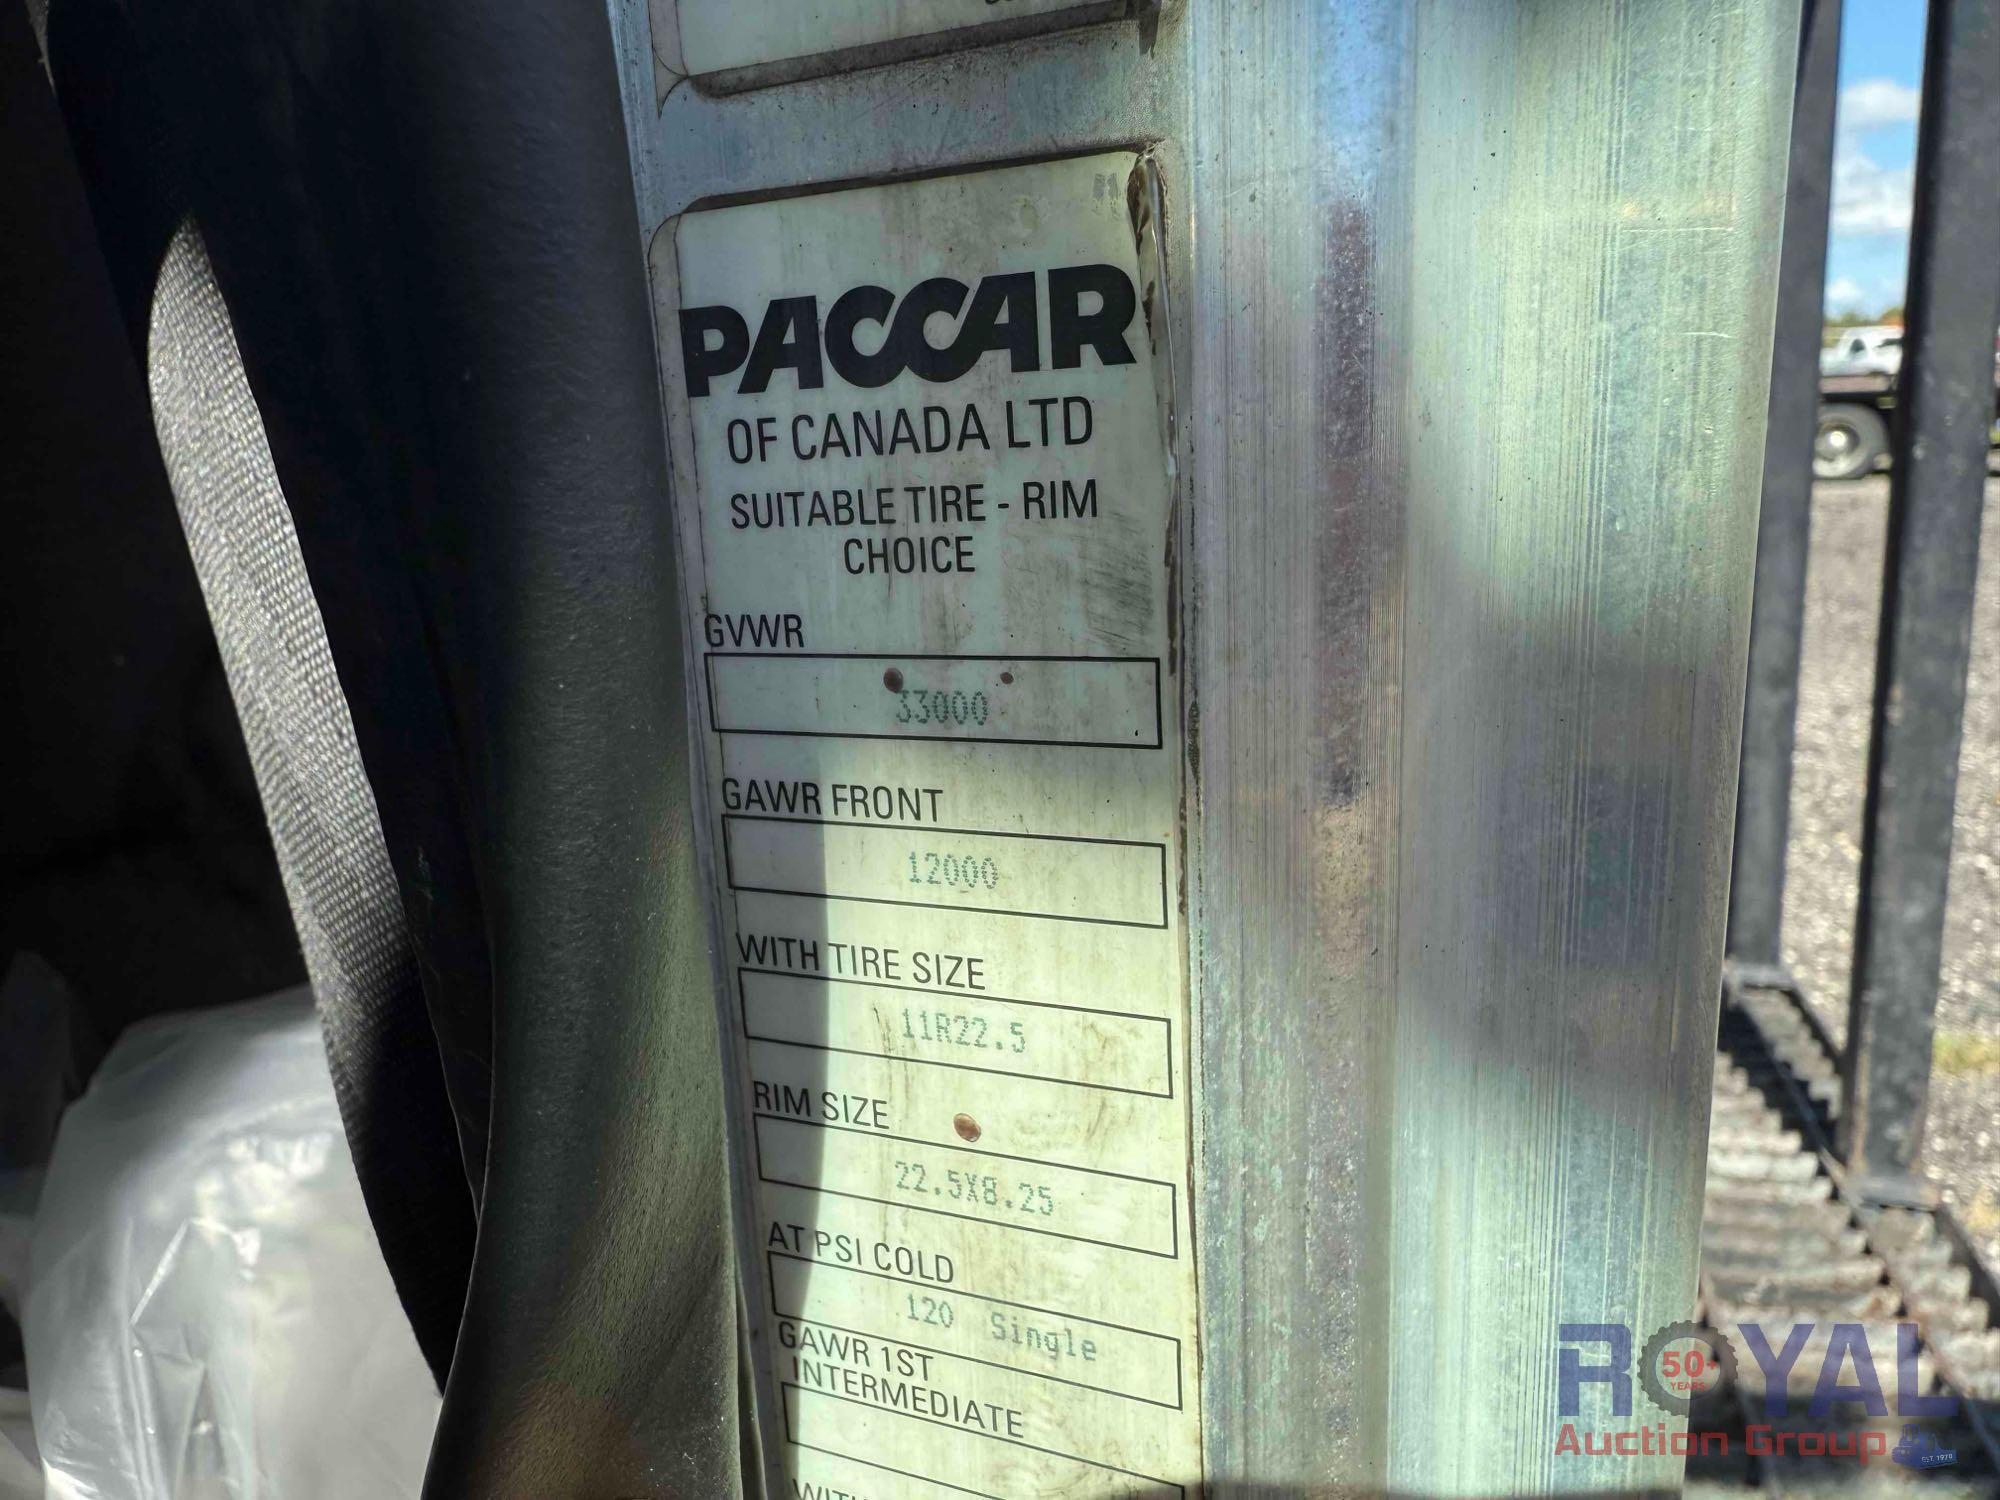 PACCAR
OF CANADA LTD
SUITABLE TIRE - RIM
CHOICE
GVWR
33000
GAWR FRONT
12000
WITH TIRE SIZE
11R22.5
RIM SIZE
22.5X8.25
AT PSI COLD
120 Single
GAWR 1ST
INTERMEDIATE
ROYAL
50+
YEARS
Auction Group
EST. 1970